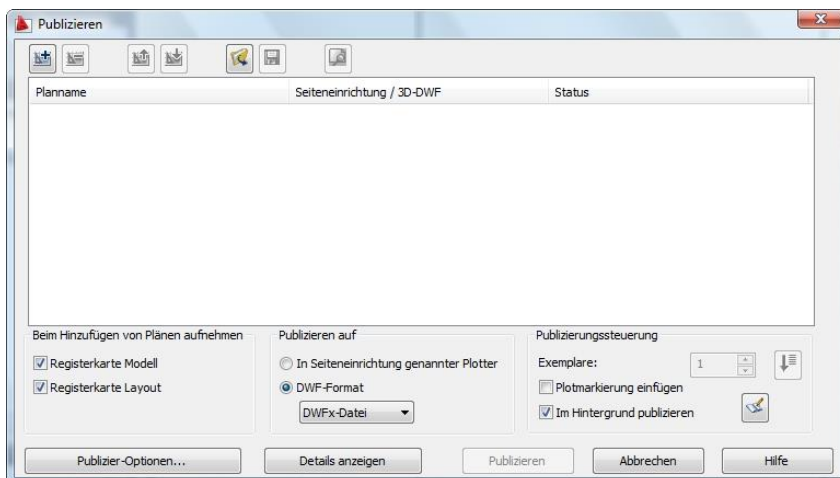 Publizieren
Planname
Seiteneinrichtung / 3D-DWF
Status
Beim Hinzufügen von Plänen aufnehmen
Registerkarte Modell
Registerkarte Layout
Publizieren auf
In Seiteneinrichtung genannter Plotter
DWF-Format
DWFx-Datei
Publizierungssteuerung
Exemplare:
1
Plotmarkierung einfügen
Im Hintergrund publizieren
Publizier-Optionen...
Details anzeigen
Publizieren
Abbrechen
Hilfe